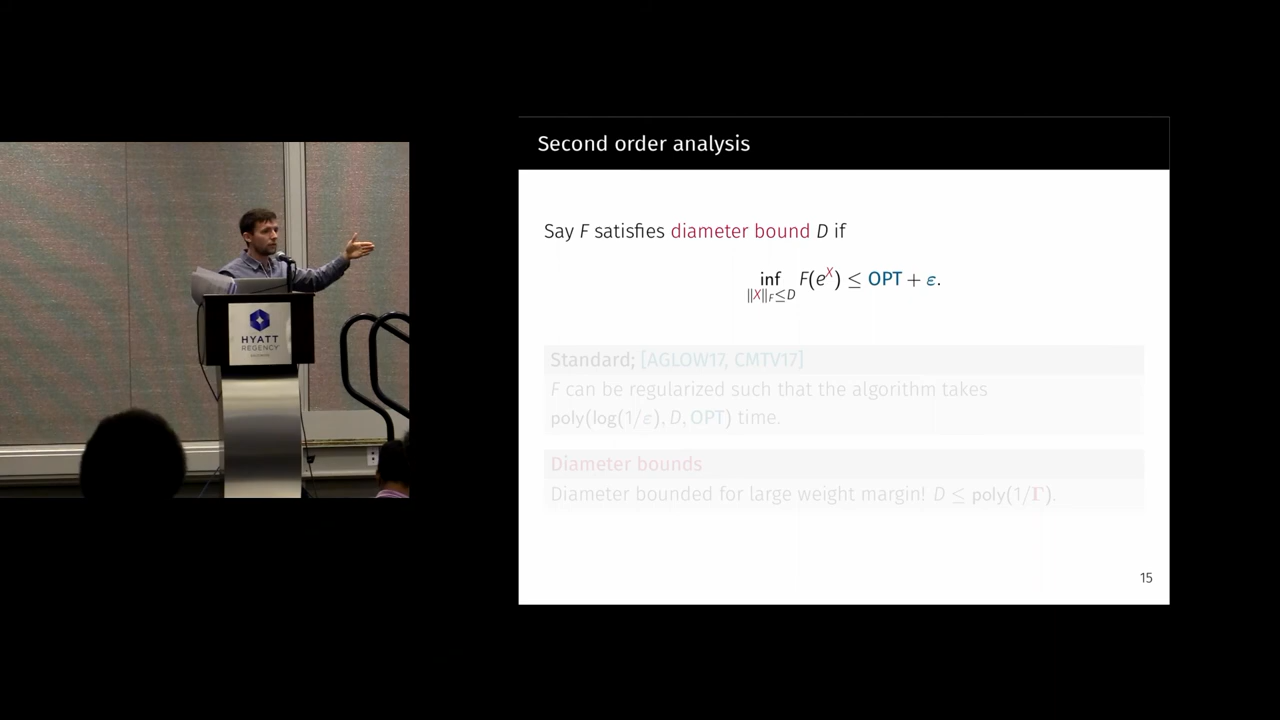 HYATT
REGENCY
Second order analysis
Say F satisfies diameter bound D if
inf F(e^X) ≤ OPT + ε.
‖X‖_F≤D
Standard; [AGLOW17, CMTV17]
F can be regularized such that the algorithm takes
poly(log(1/ε), D, OPT) time.
Diameter bounds
Diameter bounded for large weight margin! D ≤ poly(1/Γ).
15